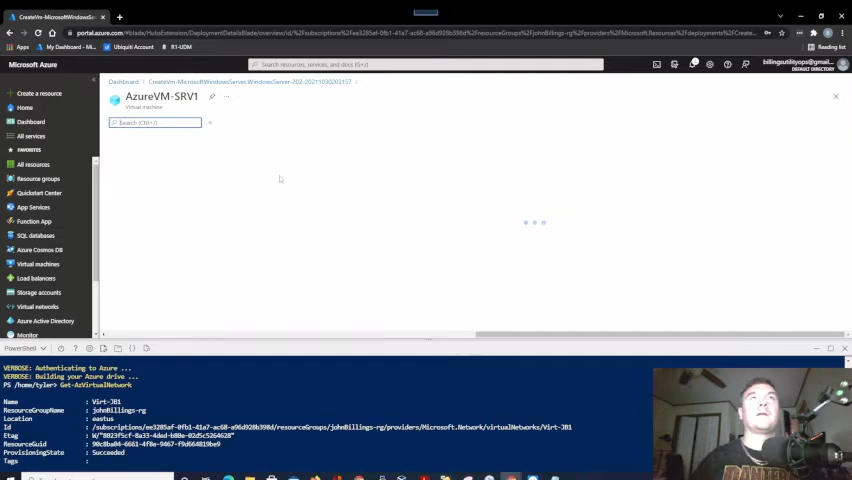 CreateVm-MicrosoftWindowsServ
portal.azure.com/#blade/HubsExtension/DeploymentDetailsBlade/overview/id/%2Fsubscriptions%2Fee3285af-0fb1-41a7-ac68-a96d928b398d%2FresourceGroups%2FjohnBillings-rg%2Fproviders%2FMicrosoft.Resources%2Fdeployments%2FCreate...
Apps My Dashboard - Mi... Ubiquiti Account R1-UDM Reading list
Microsoft Azure
Search resources, services, and docs (G+/)
billingsutilityops@gmail...
DEFAULT DIRECTORY
Dashboard > CreateVm-MicrosoftWindowsServer.WindowsServer-202-20211030203157 >
AzureVM-SRV1
Virtual machine
Search (Ctrl+/)
Create a resource
Home
Dashboard
All services
FAVORITES
All resources
Resource groups
Quickstart Center
App Services
Function App
SQL databases
Azure Cosmos DB
Virtual machines
Load balancers
Storage accounts
Virtual networks
Azure Active Directory
Monitor
PowerShell
VERBOSE: Authenticating to Azure ...
VERBOSE: Building your Azure drive ...
PS /home/tyler> Get-AzVirtualNetwork
Name : Virt-JB1
ResourceGroupName : johnBillings-rg
Location : eastus
Id : /subscriptions/ee3285af-0fb1-41a7-ac68-a96d928b398d/resourceGroups/johnBillings-rg/providers/Microsoft.Network/virtualNetworks/Virt-JB1
Etag : W/"8023f5cf-8a33-4ded-b80e-02d5c5264628"
ResourceGuid : 90c8ba04-6661-4f8e-9467-f9d664819be9
ProvisioningState : Succeeded
Tags :